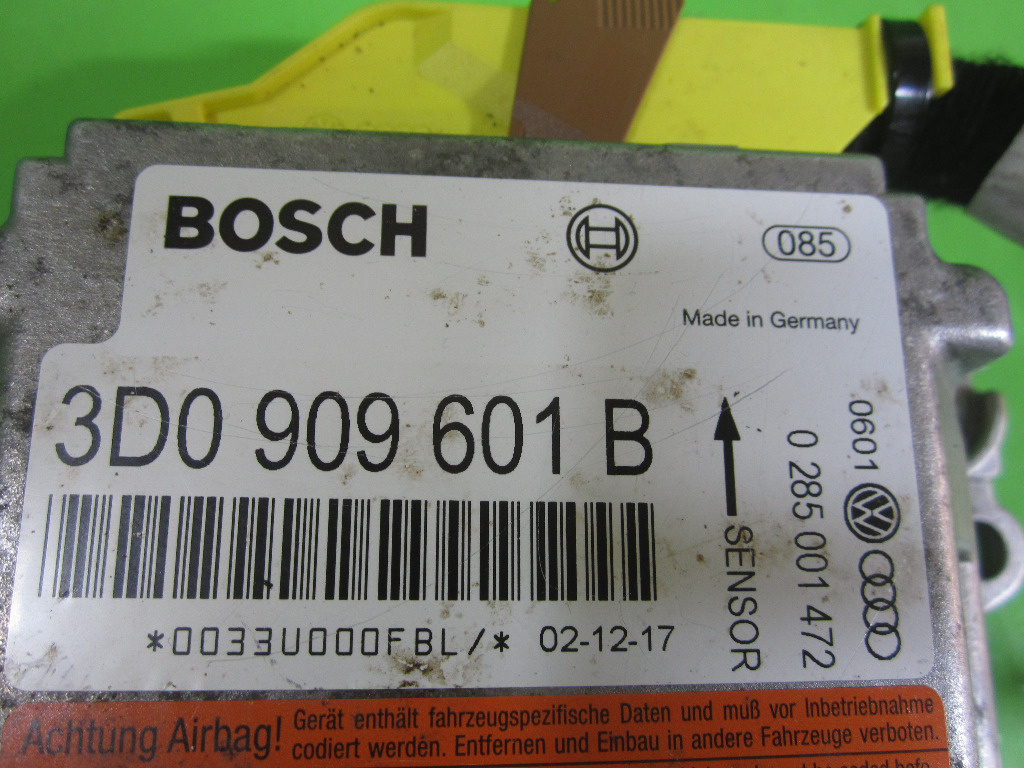 BOSCH
085
Made in Germany
3D0 909 601 B
SENSOR
0 285 001 472
0601
*0033U000FBL/* 02-12-17
Achtung Airbag!
Gerät enthält fahrzeugspezifische Daten und muß vor Inbetriebnahme
codiert werden. Entfernen und Einbau in andere Fahrzeuge verboten.